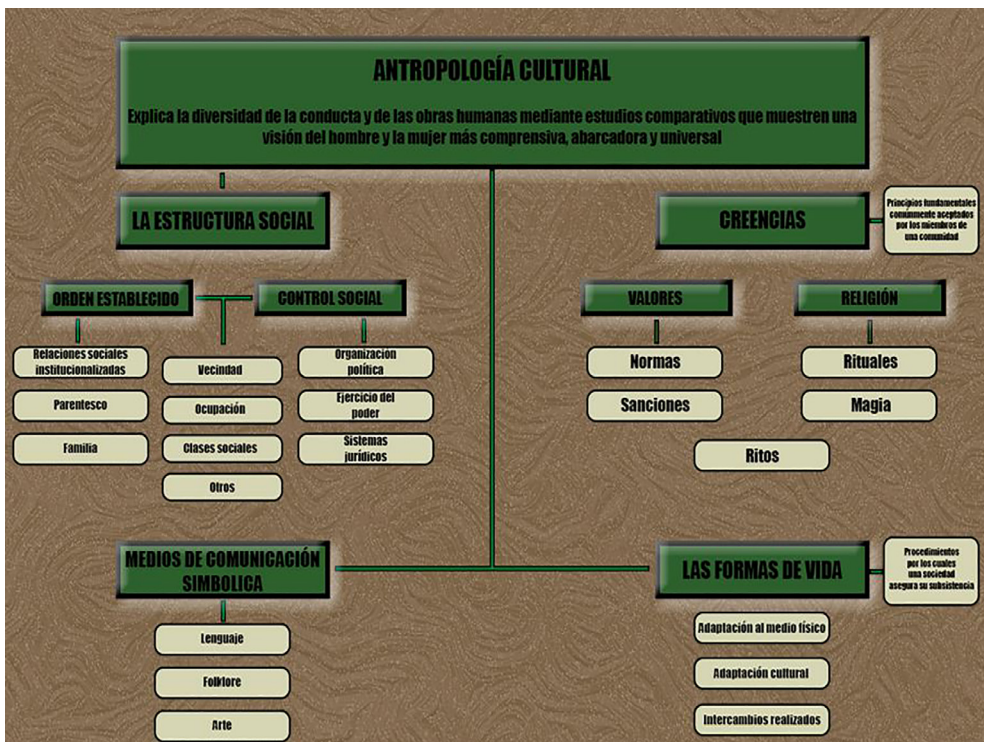 ANTROPOLOGÍA CULTURAL
Explica la diversidad de la conducta y de las obras humanas mediante estudios comparativos que muestren una
visión del hombre y la mujer más comprensiva, abarcadora y universal
LA ESTRUCTURA SOCIAL
CREENCIAS
Principios fundamentales
comúnmente aceptados
por los miembros de
una comunidad
ORDEN ESTABLECIDO
CONTROL SOCIAL
VALORES
RELIGIÓN
Relaciones sociales
institucionalizadas
Parentesco
Familia
Vecindad
Ocupación
Clases sociales
Otros
Organización
política
Ejercicio del
poder
Sistemas
jurídicos
Normas
Sanciones
Rituales
Magia
Ritos
MEDIOS DE COMUNICACIÓN
SIMBOLICA
Lenguaje
Folklore
Arte
LAS FORMAS DE VIDA
Procedimientos
por los cuales
una sociedad
asegura su subsistencia
Adaptación al medio físico
Adaptación cultural
Intercambios realizados